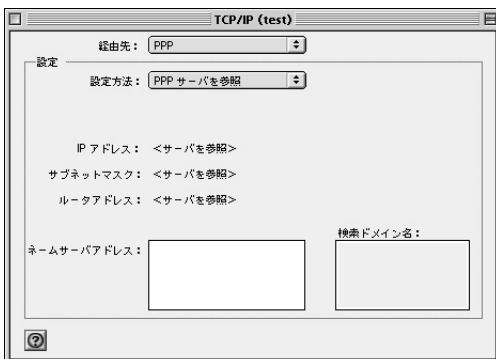 TCP/IP (test)
経由先： PPP
設定
設定方法： PPP サーバを参照
IP アドレス： <サーバを参照>
サブネットマスク： <サーバを参照>
ルータアドレス： <サーバを参照>
検索ドメイン名：
ネームサーバアドレス：
?